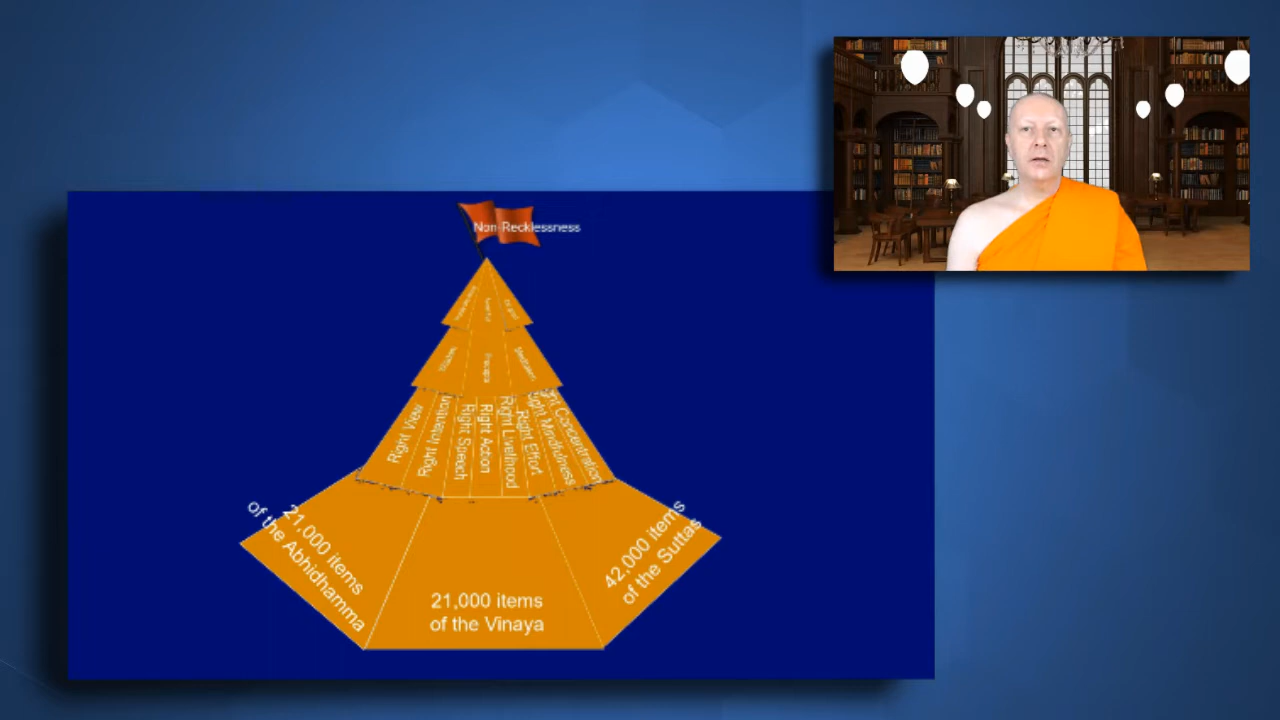 Non-Recklessness
Right View
Right Intention
Right Speech
Right Action
Right Livelihood
Right Effort
Right Mindfulness
Concentration
21,000 items
of the Abhidhamma
21,000 items
of the Vinaya
42,000 items
of the Suttas